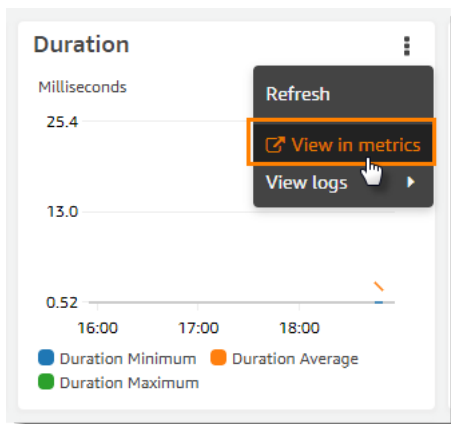 Duration
Milliseconds
Refresh
25.4
View in metrics
View logs
13.0
0.52
16:00 17:00 18:00
Duration Minimum Duration Average
Duration Maximum